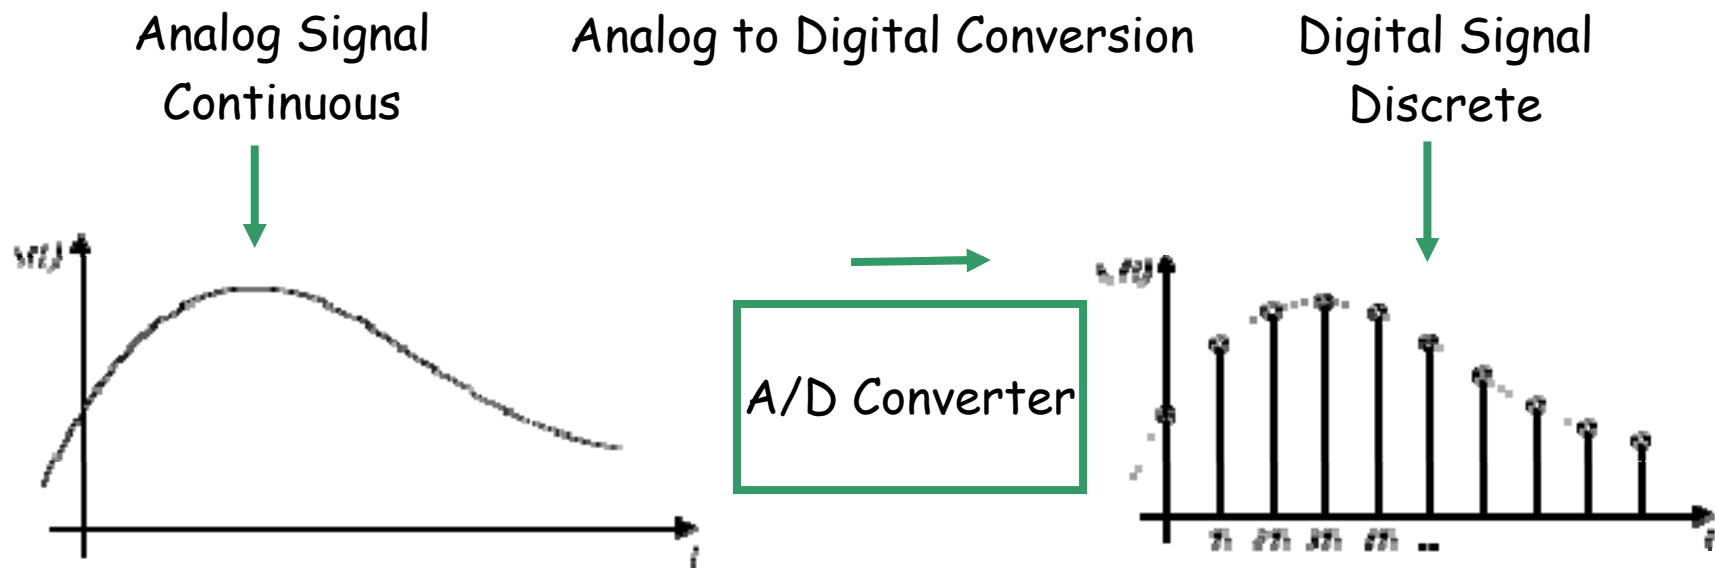 Analog Signal
Continuous
Analog to Digital Conversion
Digital Signal
Discrete
A/D Converter